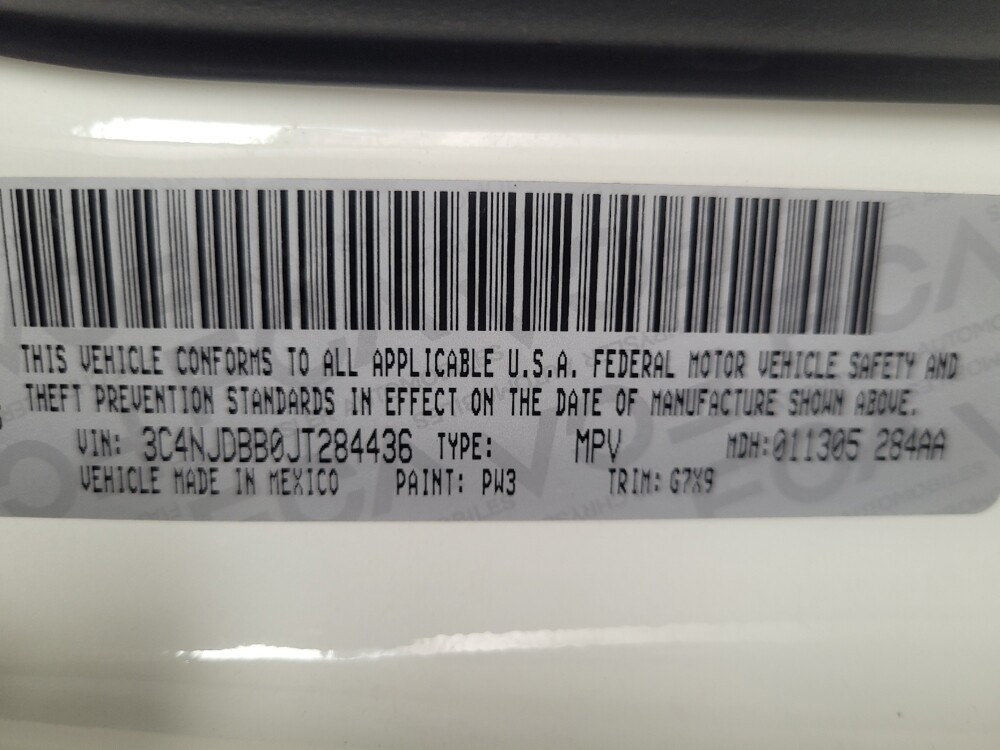 THIS VEHICLE CONFORMS TO ALL APPLICABLE U.S.A. FEDERAL MOTOR VEHICLE SAFETY AND
THEFT PREVENTION STANDARDS IN EFFECT ON THE DATE OF MANUFACTURE SHOWN ABOVE.
VIN: 3C4NJDBB0JT284436 TYPE: MPV MDH:011305 284AA
VEHICLE MADE IN MEXICO PAINT: PW3 TRIM: G7X9